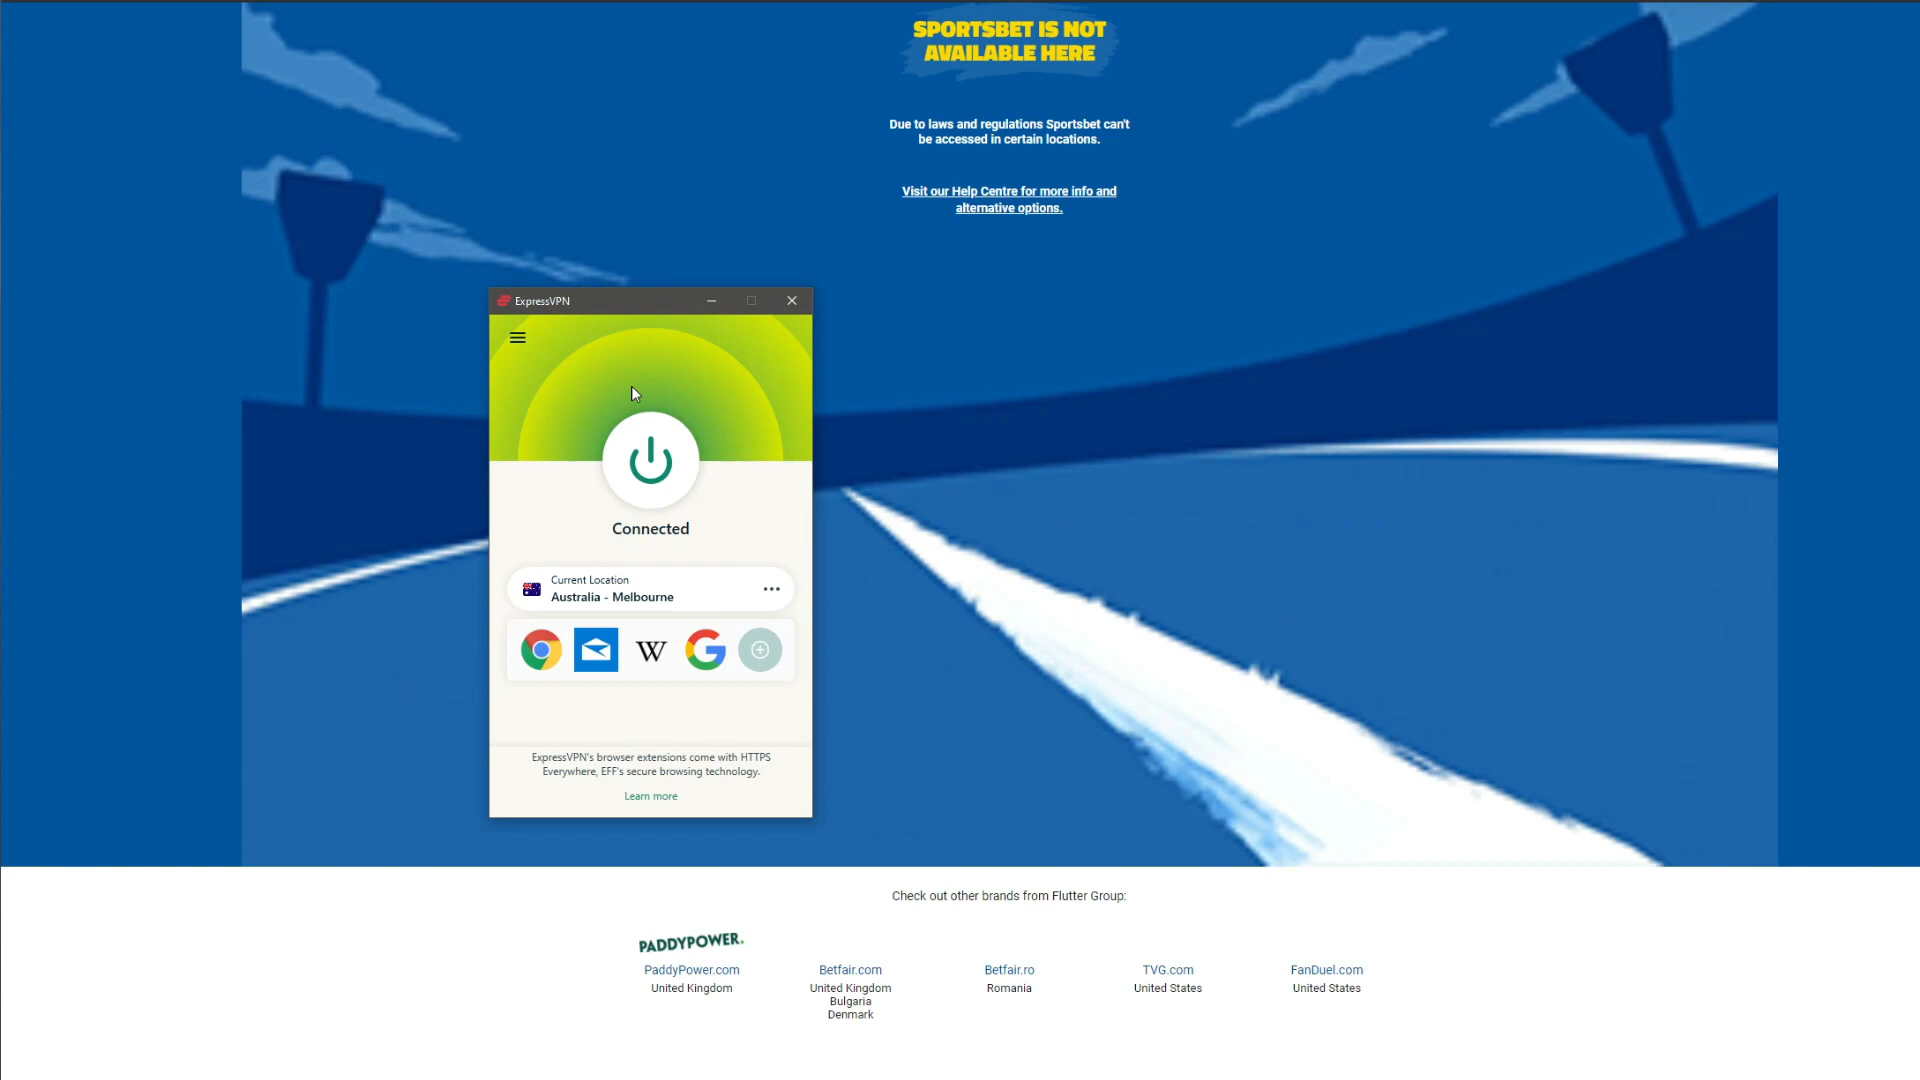 SPORTSBET IS NOT
AVAILABLE HERE
Due to laws and regulations Sportsbet can't
be accessed in certain locations.
Visit our Help Centre for more info and
alternative options.
ExpressVPN
Connected
Current Location
Australia - Melbourne
W
G
ExpressVPN's browser extensions come with HTTPS
Everywhere, EFF's secure browsing technology.
Learn more
Check out other brands from Flutter Group:
PADDYPOWER.
PaddyPower.com
United Kingdom
Betfair.com
United Kingdom
Bulgaria
Denmark
Betfair.ro
Romania
TVG.com
United States
FanDuel.com
United States